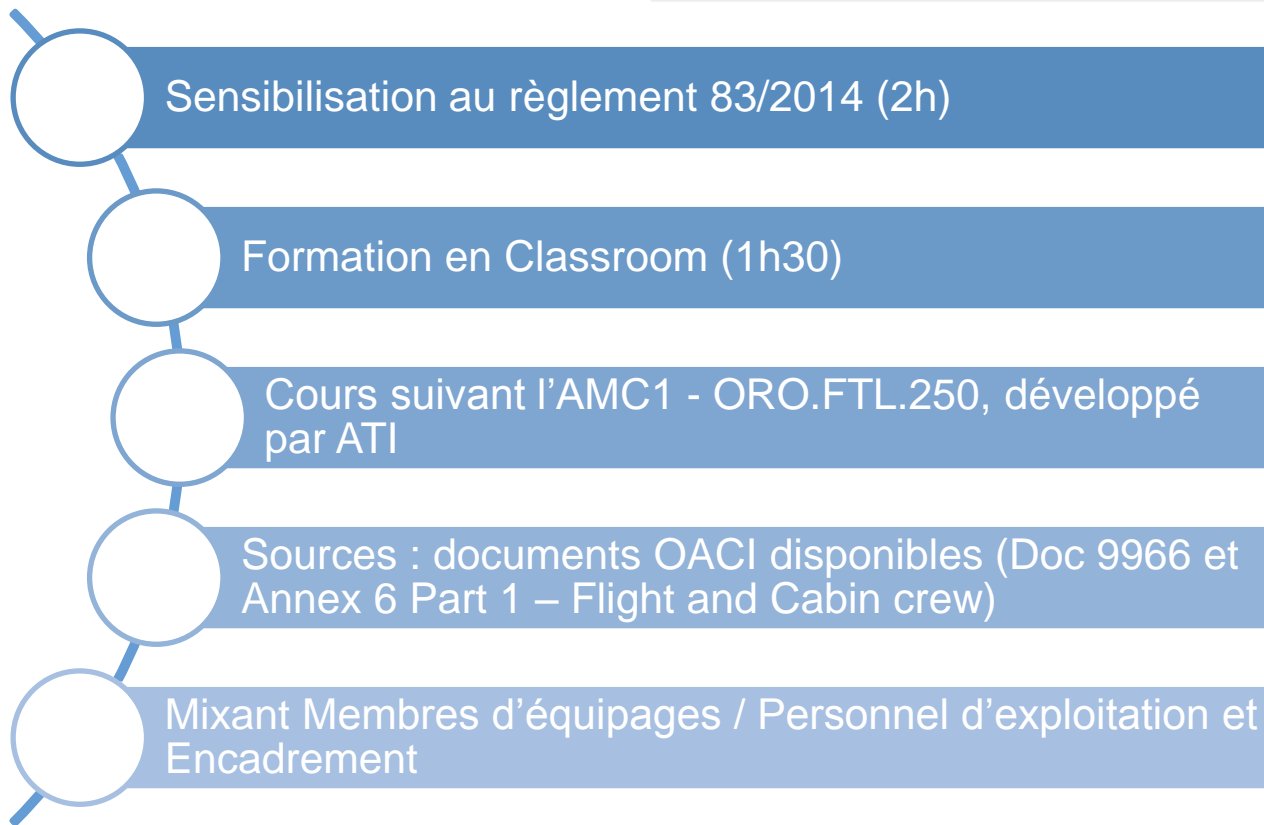 Sensibilisation au règlement 83/2014 (2h)
Formation en Classroom (1h30)
Cours suivant l’AMC1 - ORO.FTL.250, développé
par ATI
Sources : documents OACI disponibles (Doc 9966 et
Annex 6 Part 1 – Flight and Cabin crew)
Mixant Membres d’équipages / Personnel d’exploitation et
Encadrement